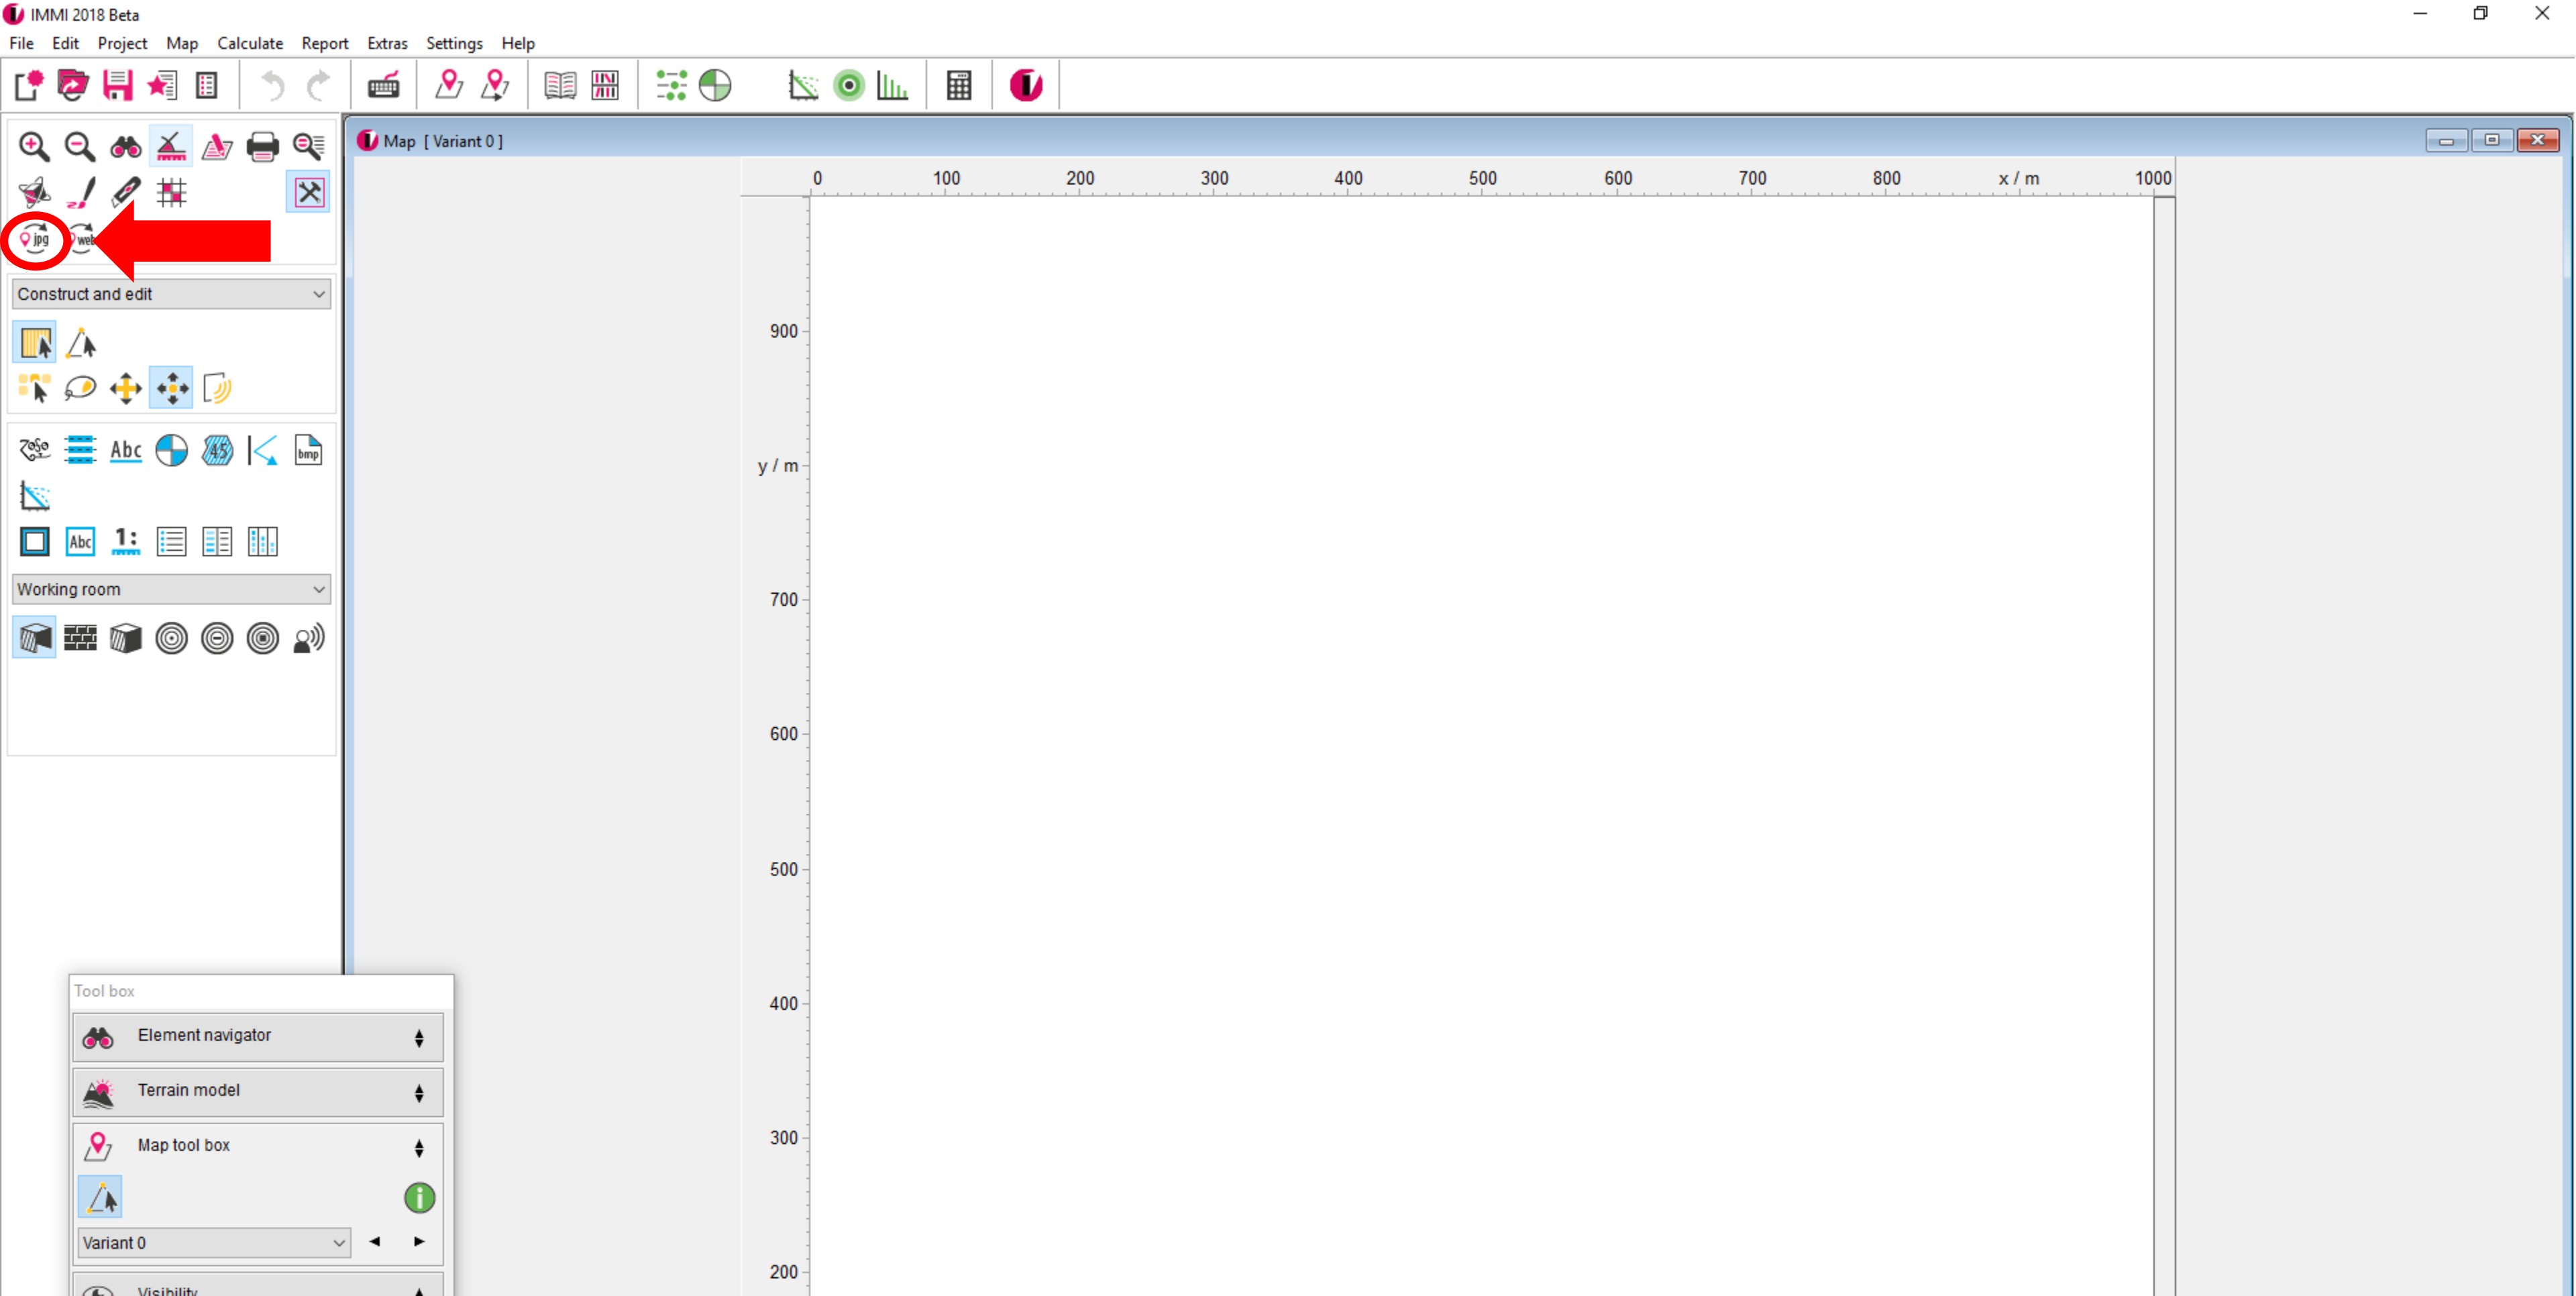 IMMI 2018 Beta
File Edit Project Map Calculate Report Extras Settings Help
Map [ Variant 0 ]
0 100 200 300 400 500 600 700 800 x / m 1000
jpg web
Construct and edit
900
Abc 45 bmp
y / m
Abc 1:
Working room
700
600
500
Tool box
400
Element navigator
Terrain model
300
Map tool box
i
Variant 0
200
Visibility